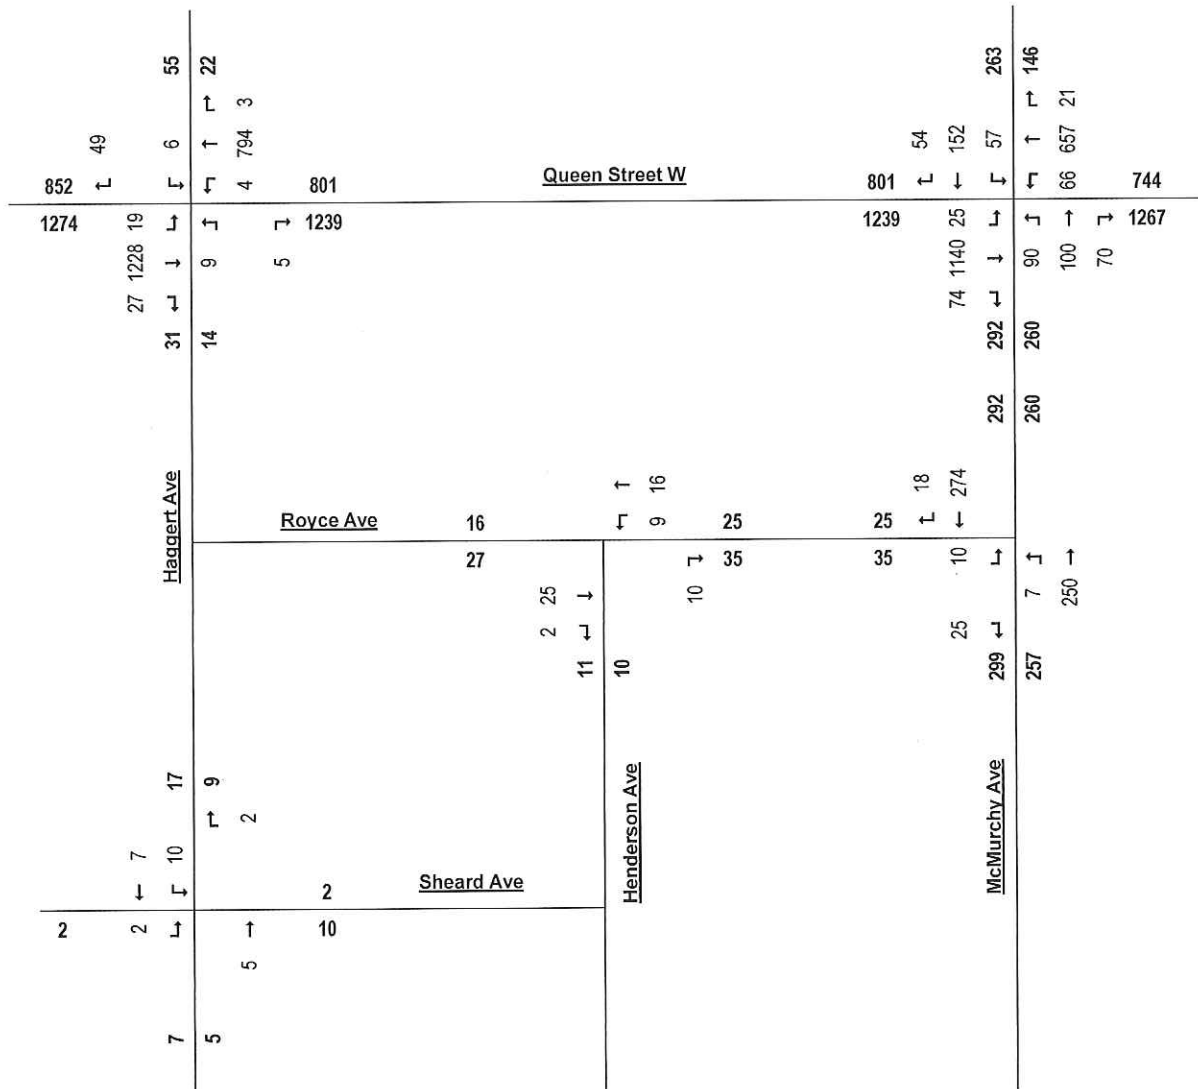 55 22 263 146
3 21
49 6 794 54 152 57 657
852 4 801 Queen Street W 801 66 744
1274 19 1239 1239 25 1267
1228 9 5 1140 90 100 70
27 74
31 14 292 260
292 260
Haggert Ave
16 18 274
Royce Ave 16 9 25 25
27 35 35 10
25 10 7 250
2 25
11 10 299 257
17 9
2
7 10
Henderson Ave
McMurchy Ave
2 Sheard Ave
2 2 10
5
7 5